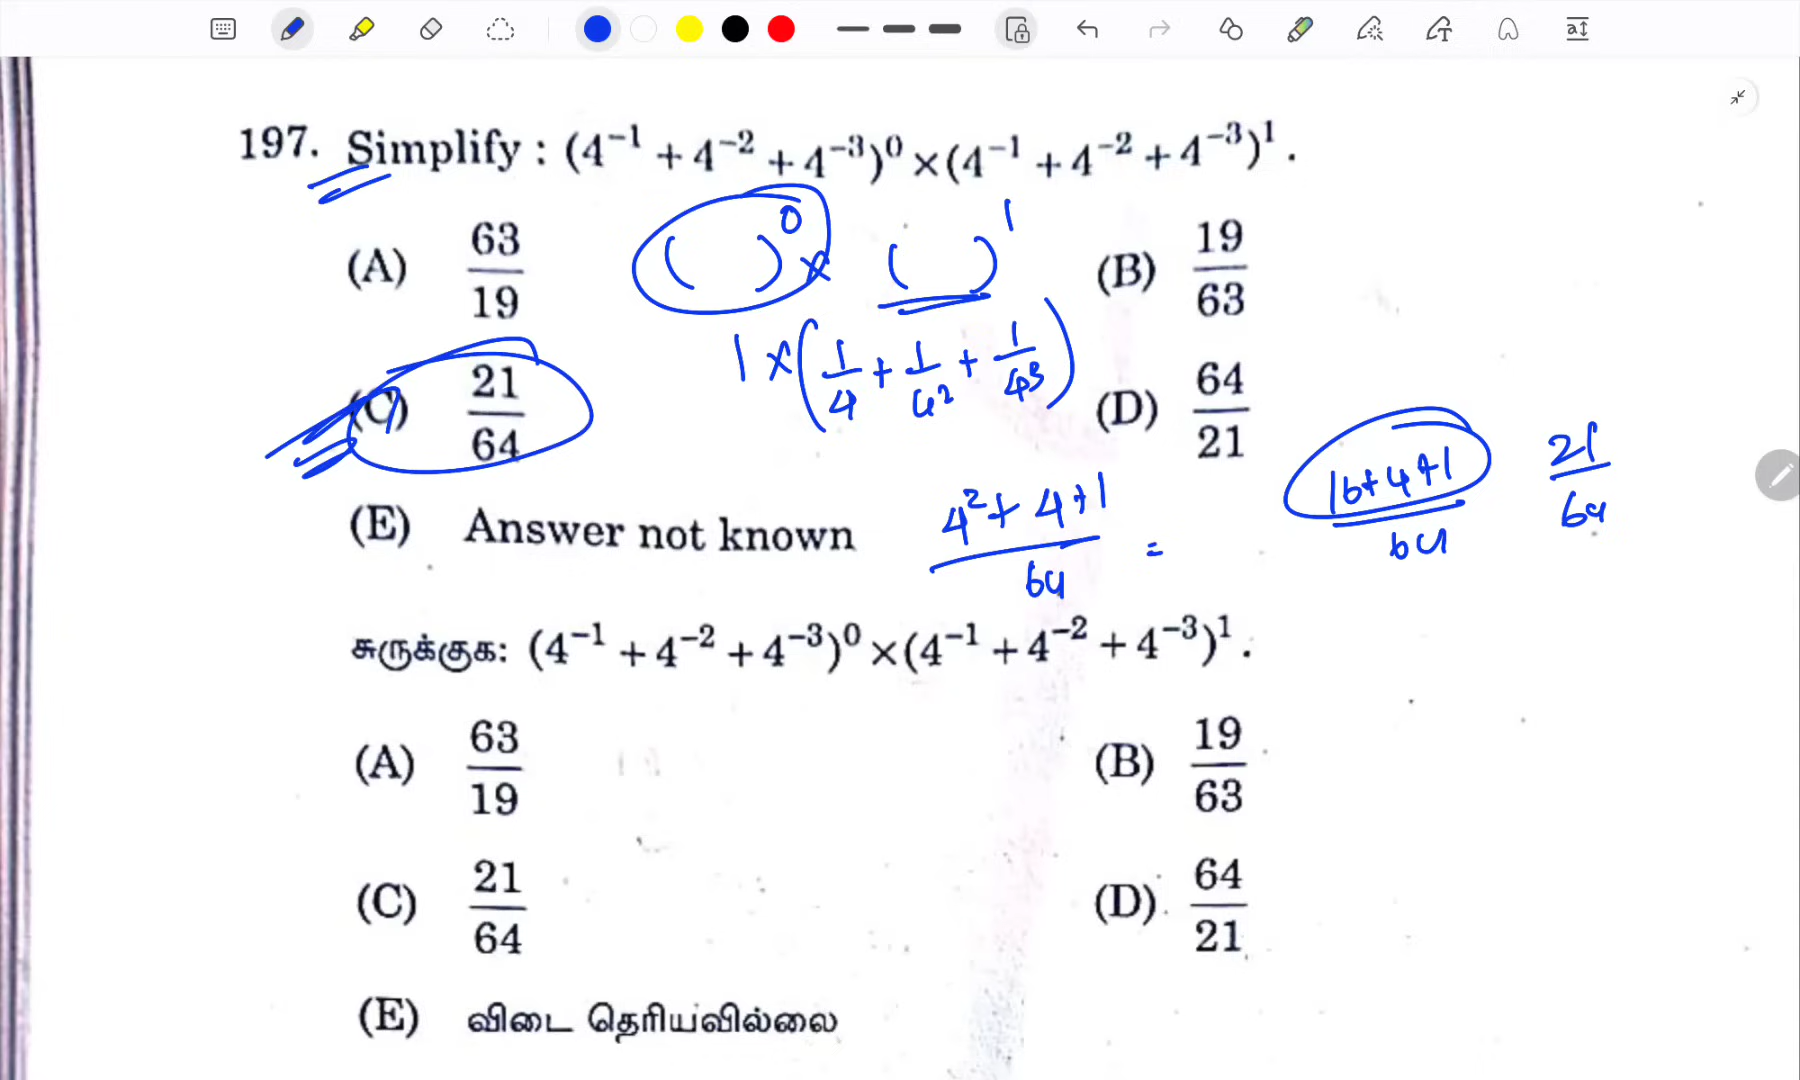 197. Simplify : (4⁻¹ + 4⁻² + 4⁻³)⁰ × (4⁻¹ + 4⁻² + 4⁻³)¹ .
(A) 63/19 (B) 19/63
( )⁰ × ( )¹
1 × (1/4 + 1/4² + 1/4³)
(C) 21/64 (D) 64/21
(E) Answer not known
4² + 4 + 1 / 64 = 16+4+1 / 64 21/64
சுருக்குக: (4⁻¹ + 4⁻² + 4⁻³)⁰ × (4⁻¹ + 4⁻² + 4⁻³)¹ .
(A) 63/19 (B) 19/63
(C) 21/64 (D) 64/21
(E) விடை தெரியவில்லை